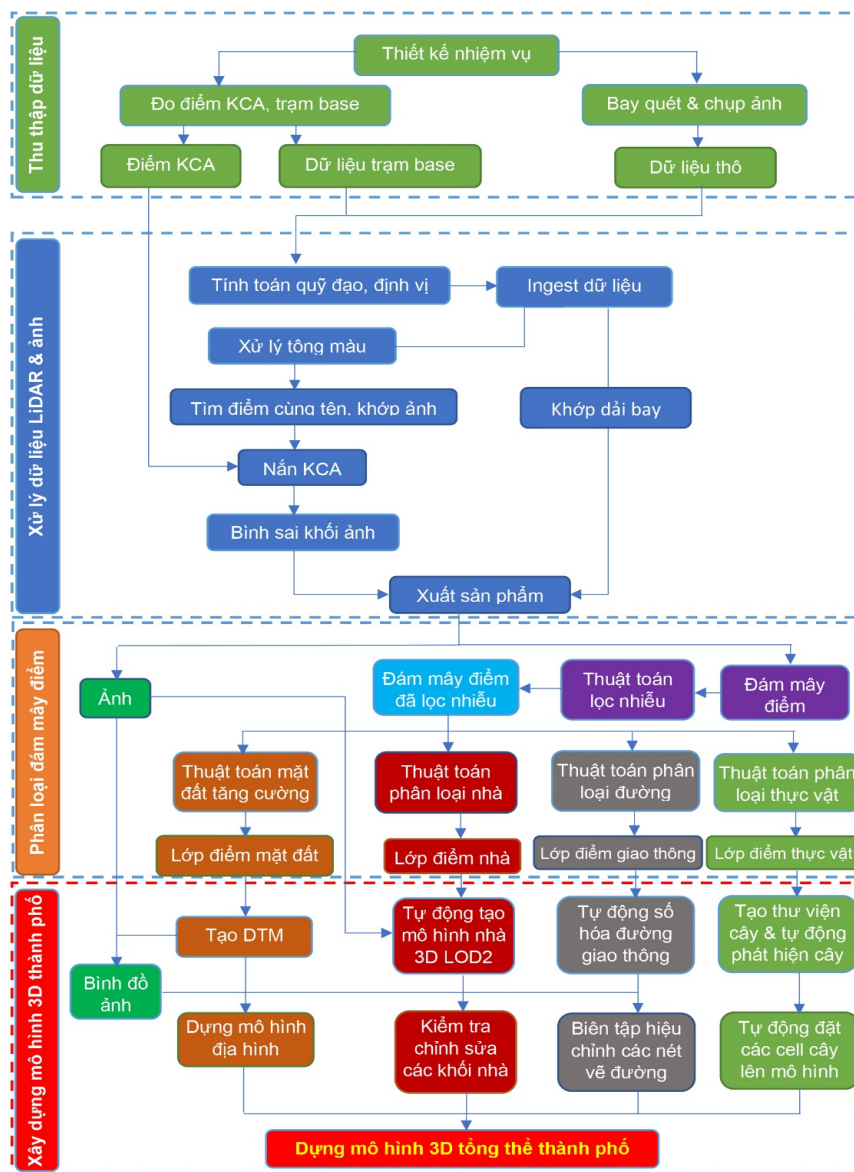 Thu thập dữ liệu
Thiết kế nhiệm vụ
Đo điểm KCA, trạm base
Bay quét & chụp ảnh
Điểm KCA
Dữ liệu trạm base
Dữ liệu thô
Xử lý dữ liệu LiDAR & ảnh
Tính toán quỹ đạo, định vị
Ingest dữ liệu
Xử lý tông màu
Tìm điểm cùng tên, khớp ảnh
Khớp dải bay
Nắn KCA
Bình sai khối ảnh
Xuất sản phẩm
Phân loại đám mây điểm
Ảnh
Đám mây điểm
đã lọc nhiễu
Thuật toán
lọc nhiễu
Đám mây
điểm
Thuật toán mặt
đất tăng cường
Thuật toán
phân loại nhà
Thuật toán phân
loại đường
Thuật toán phân
loại thực vật
Lớp điểm mặt đất
Lớp điểm nhà
Lớp điểm giao thông
Lớp điểm thực vật
Xây dựng mô hình 3D thành phố
Tạo DTM
Tự động tạo
mô hình nhà
3D LOD2
Tự động số
hóa đường
giao thông
Tạo thư viện
cây & tự động
phát hiện cây
Bình đồ
ảnh
Dựng mô hình
địa hình
Kiểm tra
chỉnh sửa
các khối nhà
Biên tập hiệu
chỉnh các nét
vẽ đường
Tự động đặt
các cell cây
lên mô hình
Dựng mô hình 3D tổng thể thành phố